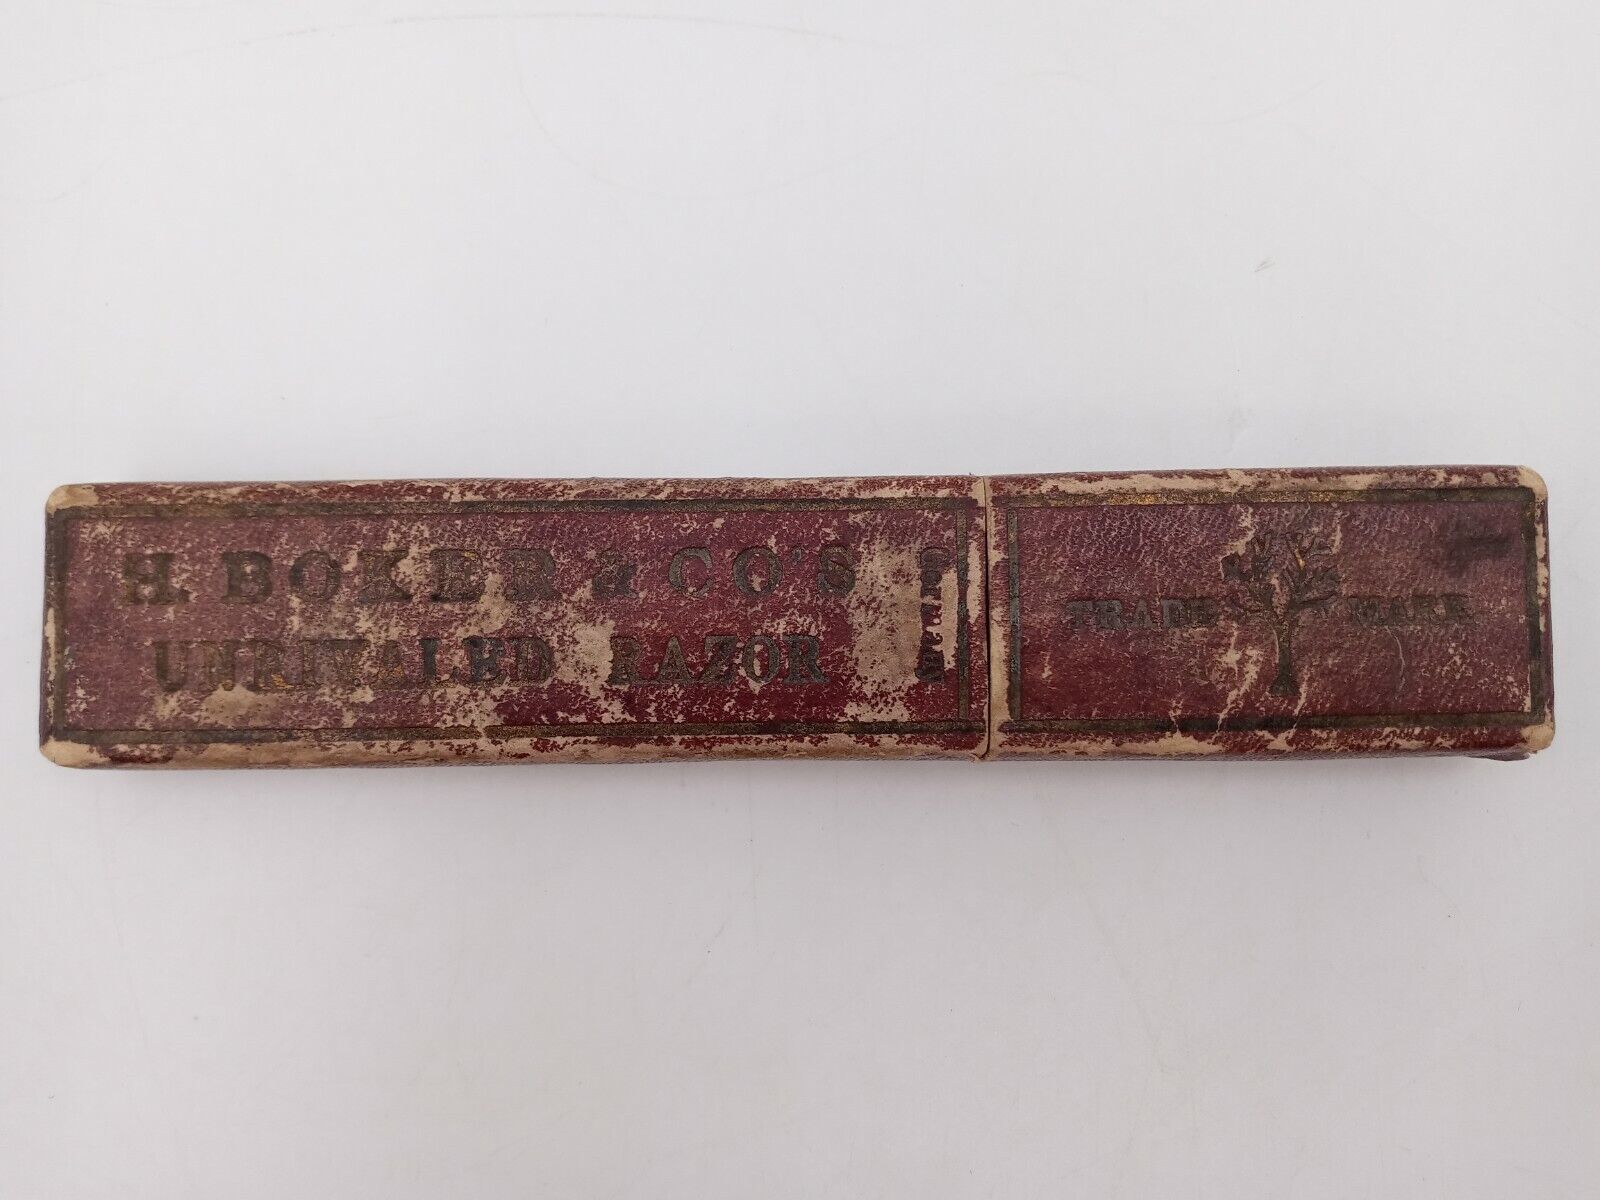 H. BOKER & CO'S
UNRIVALED RAZOR
TRADE MARK